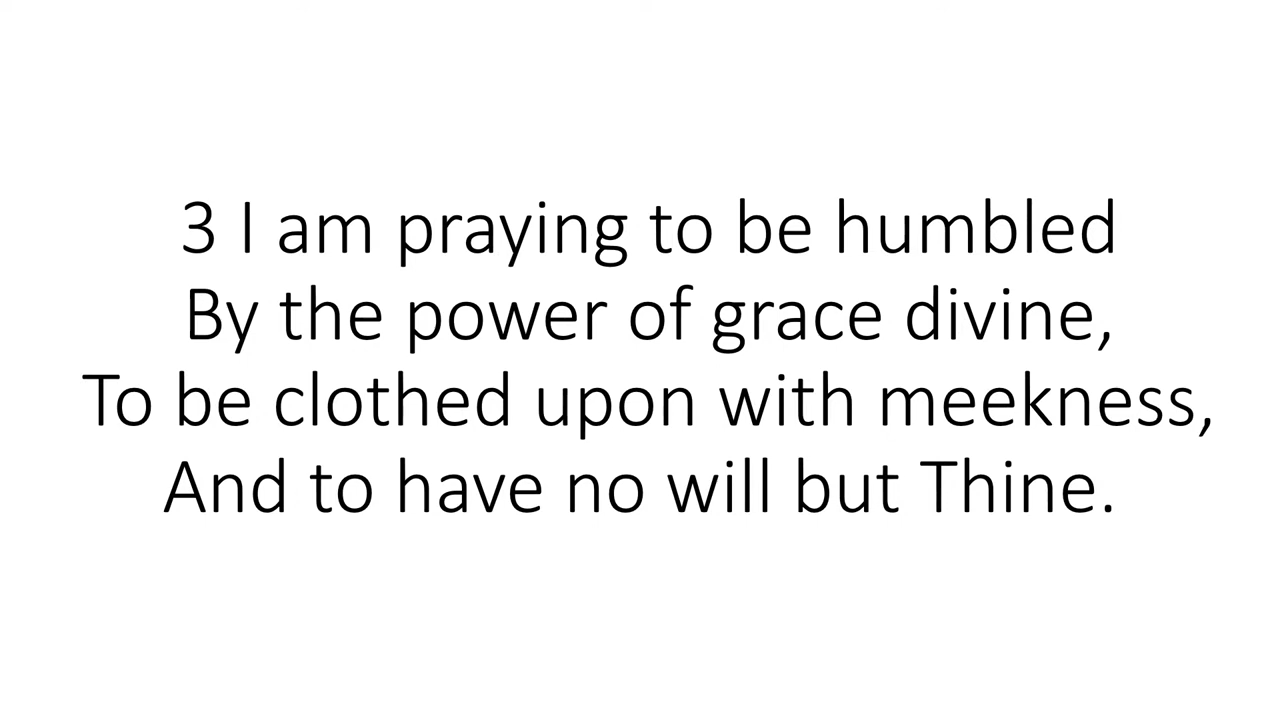 3 I am praying to be humbled
By the power of grace divine,
To be clothed upon with meekness,
And to have no will but Thine.